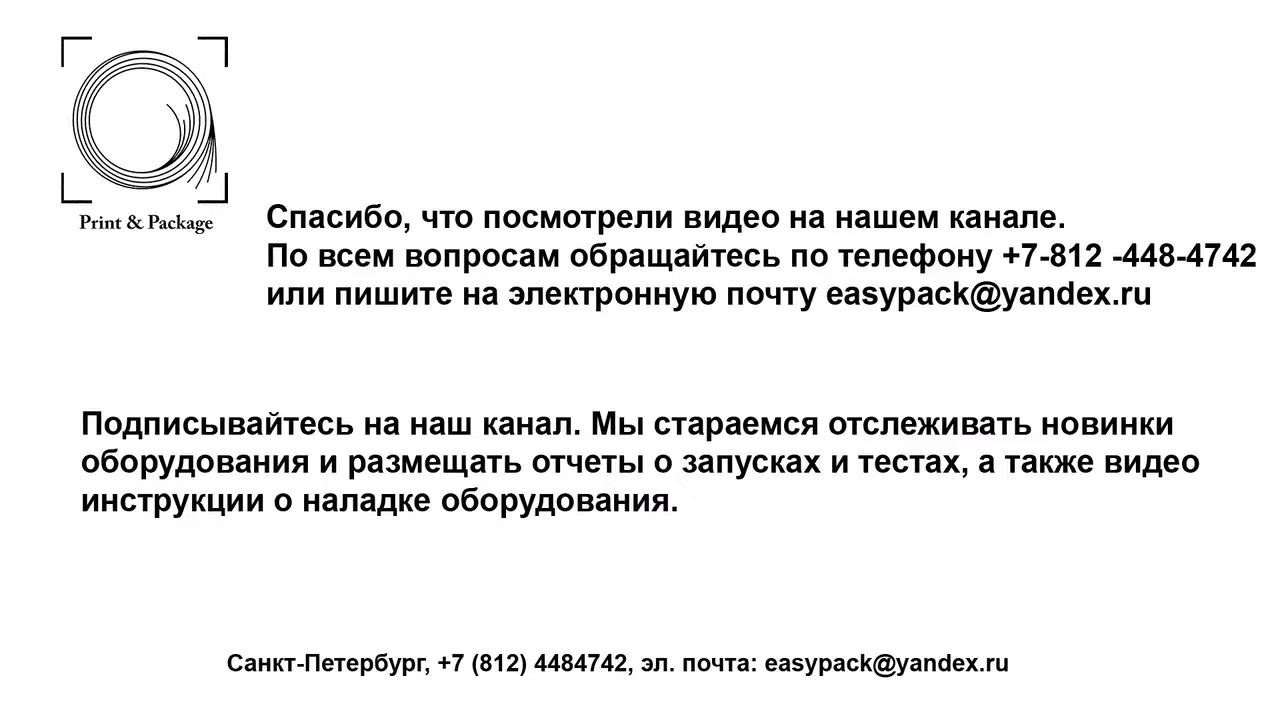 Print & Package
Спасибо, что посмотрели видео на нашем канале.
По всем вопросам обращайтесь по телефону +7-812 -448-4742
или пишите на электронную почту easypack@yandex.ru
Подписывайтесь на наш канал. Мы стараемся отслеживать новинки
оборудования и размещать отчеты о запусках и тестах, а также видео
инструкции о наладке оборудования.
Санкт-Петербург, +7 (812) 4484742, эл. почта: easypack@yandex.ru